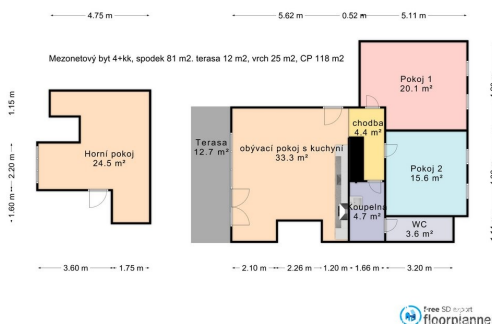 4.75 m
5.62 m
0.52 m
5.11 m
Mezonetový byt 4+kk, spodek 81 m2. terasa 12 m2, vrch 25 m2, CP 118 m2
Pokoj 1
20.1 m²
1.15 m
2.20 m
1.60 m
Horní pokoj
24.5 m²
Terasa
12.7 m²
obývací pokoj s kuchyní
33.3 m²
chodba
4.4 m²
Pokoj 2
15.6 m²
Koupelna
4.7 m²
WC
3.6 m²
3.60 m
1.75 m
2.10 m
2.26 m
1.20 m
1.66 m
3.20 m
floorplanne